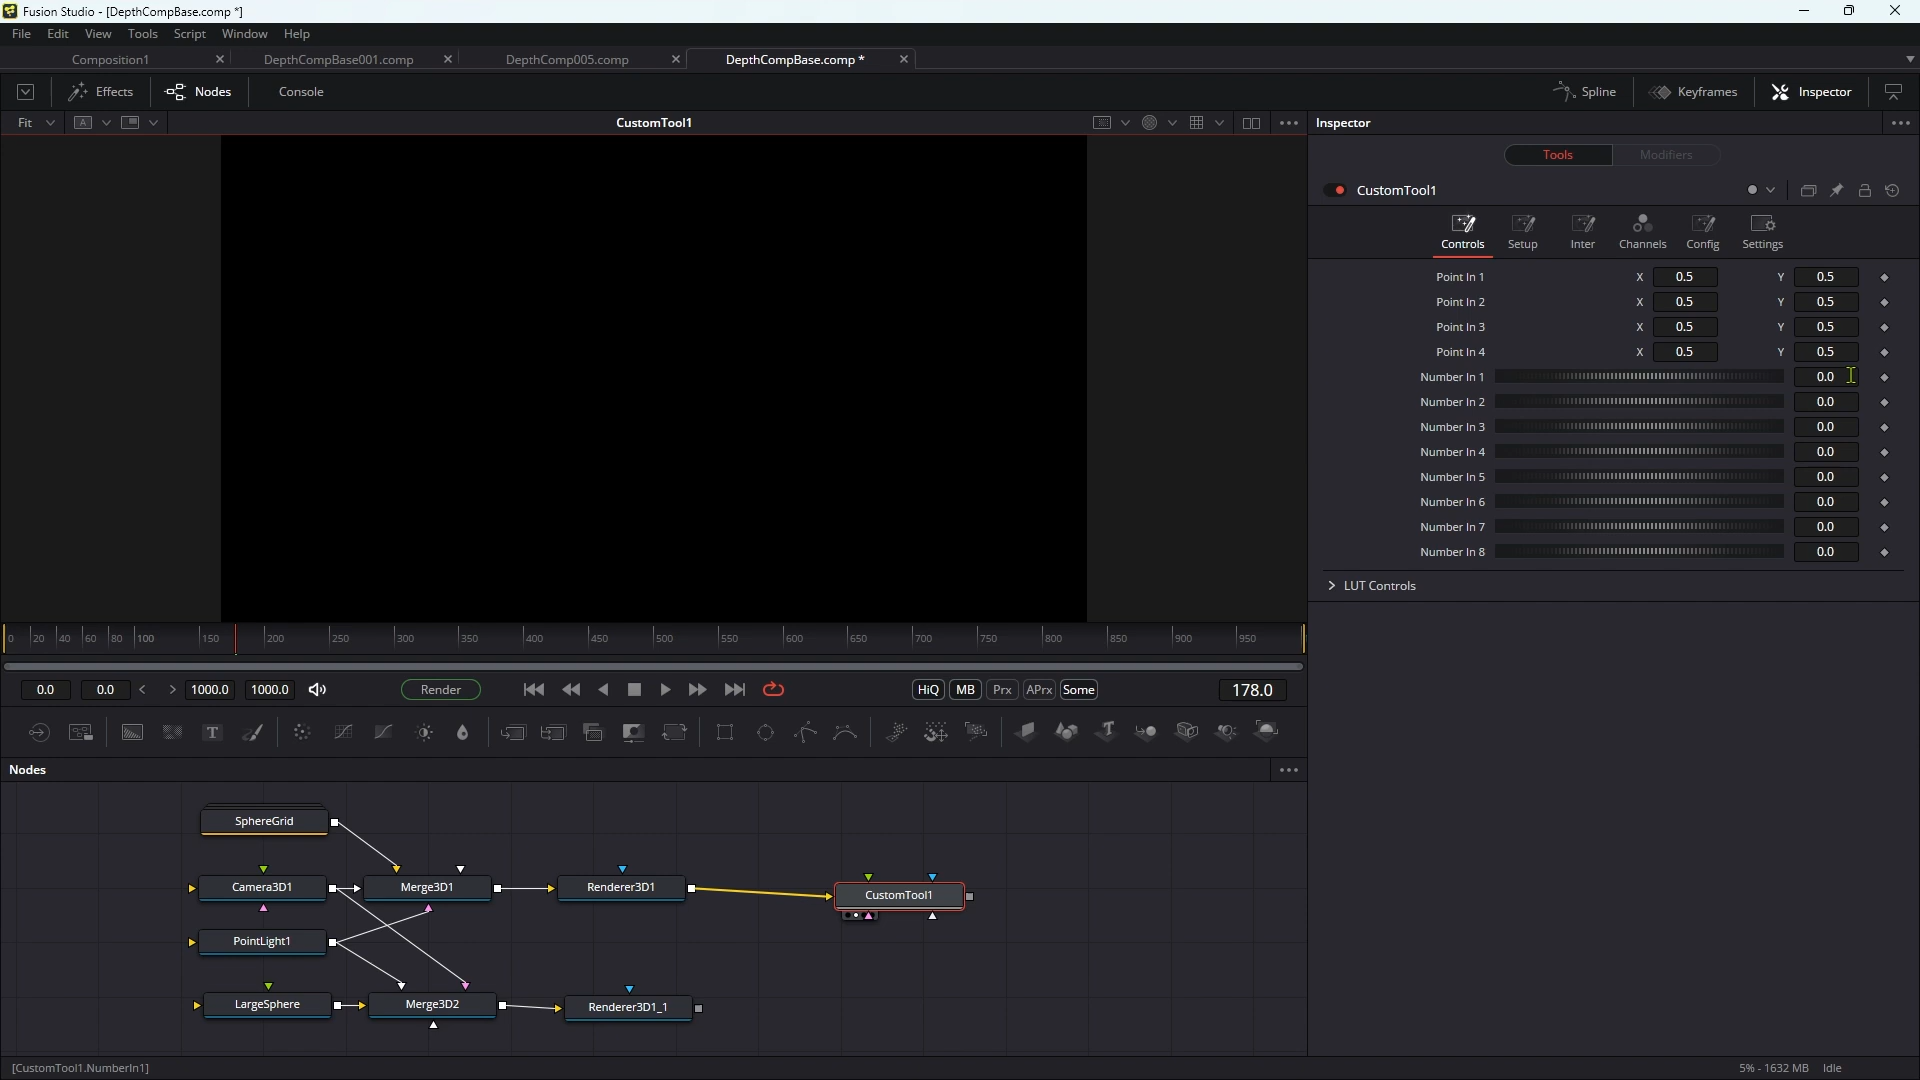 Fusion Studio - [DepthCompBase.comp *]
File Edit View Tools Script Window Help
Composition1 DepthCompBase001.comp DepthComp005.comp DepthCompBase.comp *
Effects Nodes Console Spline Keyframes Inspector
Fit A CustomTool1 Inspector
Tools Modifiers
CustomTool1
Controls Setup Inter Channels Config Settings
Point In 1 X 0.5 Y 0.5
Point In 2 X 0.5 Y 0.5
Point In 3 X 0.5 Y 0.5
Point In 4 X 0.5 Y 0.5
Number In 1 0.0
Number In 2 0.0
Number In 3 0.0
Number In 4 0.0
Number In 5 0.0
Number In 6 0.0
Number In 7 0.0
Number In 8 0.0
LUT Controls
0 20 40 60 80 100 150 200 250 300 350 400 450 500 550 600 650 700 750 800 850 900 950
0.0 0.0 1000.0 1000.0 Render HiQ MB Prx APrx Some 178.0
Nodes
SphereGrid
Camera3D1 Merge3D1 Renderer3D1 CustomTool1
PointLight1
LargeSphere Merge3D2 Renderer3D1_1
[CustomTool1.NumberIn1] 5% - 1632 MB Idle